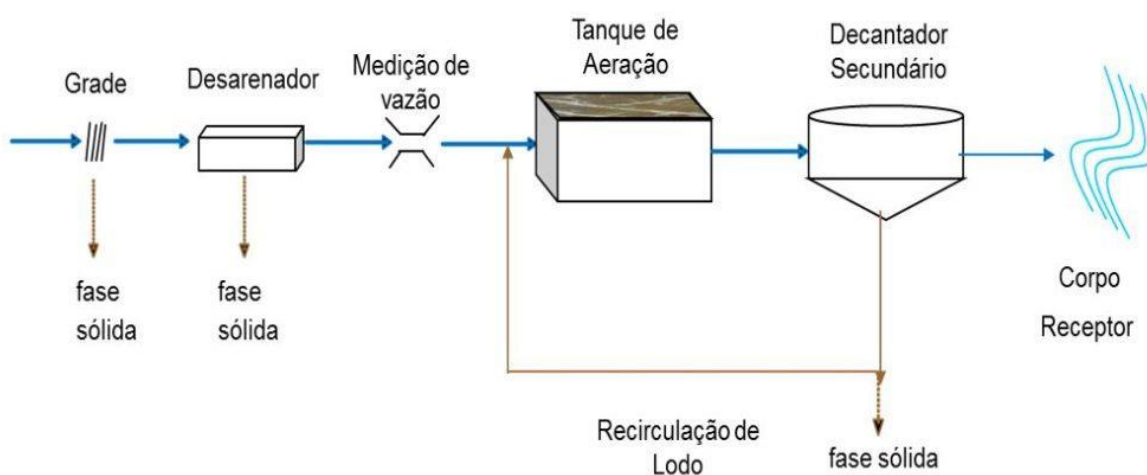 Grade
Desarenador
Medição de
vazão
Tanque de
Aeração
Decantador
Secundário
fase
sólida
fase
sólida
Corpo
Receptor
Recirculação de
Lodo
fase sólida